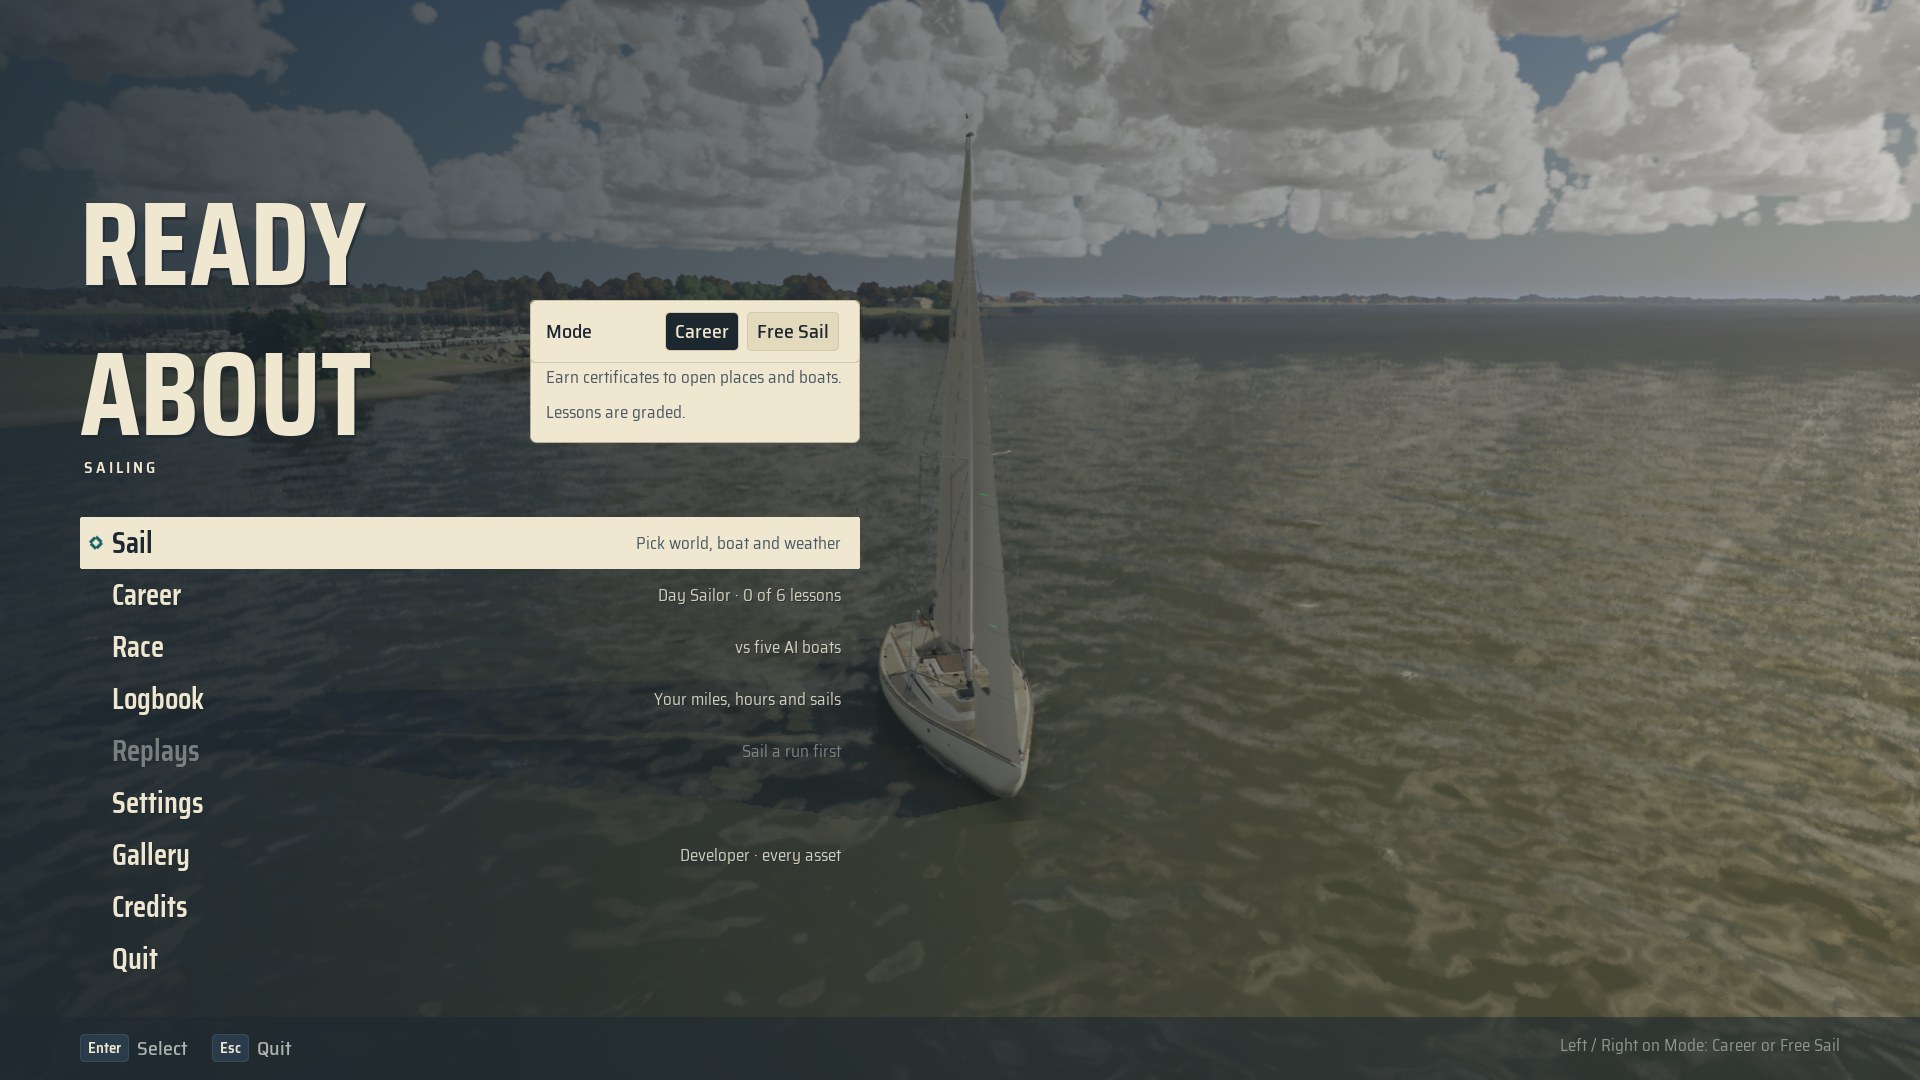 READY
ABOUT
SAILING
Mode Career Free Sail
Earn certificates to open places and boats.
Lessons are graded.
Sail Pick world, boat and weather
Career Day Sailor · 0 of 6 lessons
Race vs five AI boats
Logbook Your miles, hours and sails
Replays Sail a run first
Settings
Gallery Developer · every asset
Credits
Quit
Enter Select Esc Quit
Left / Right on Mode: Career or Free Sail